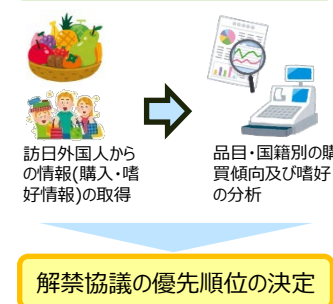 訪日外国人から
の情報(購入・嗜
好情報)の取得
品目・国籍別の購
買傾向及び嗜好
の分析
解禁協議の優先順位の決定